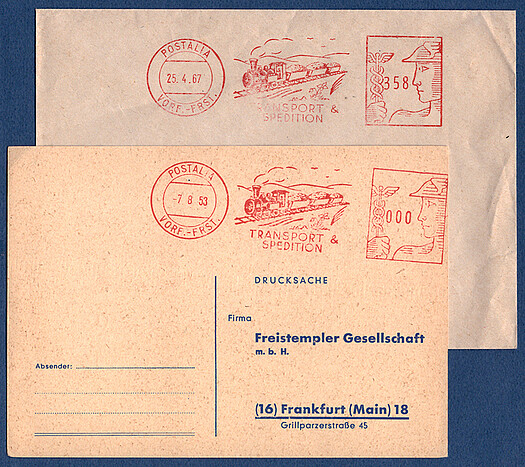 POSTALIA
25.4.67
VORF.-FRST.
TRANSPORT &
SPEDITION
358
POSTALIA
-7 8 53
VORF.-FRST.
TRANSPORT &
SPEDITION
000
DRUCKSACHE
Firma
Freistempler Gesellschaft
m. b. H.
Absender:
(16) Frankfurt (Main) 18
Grillparzerstraße 45